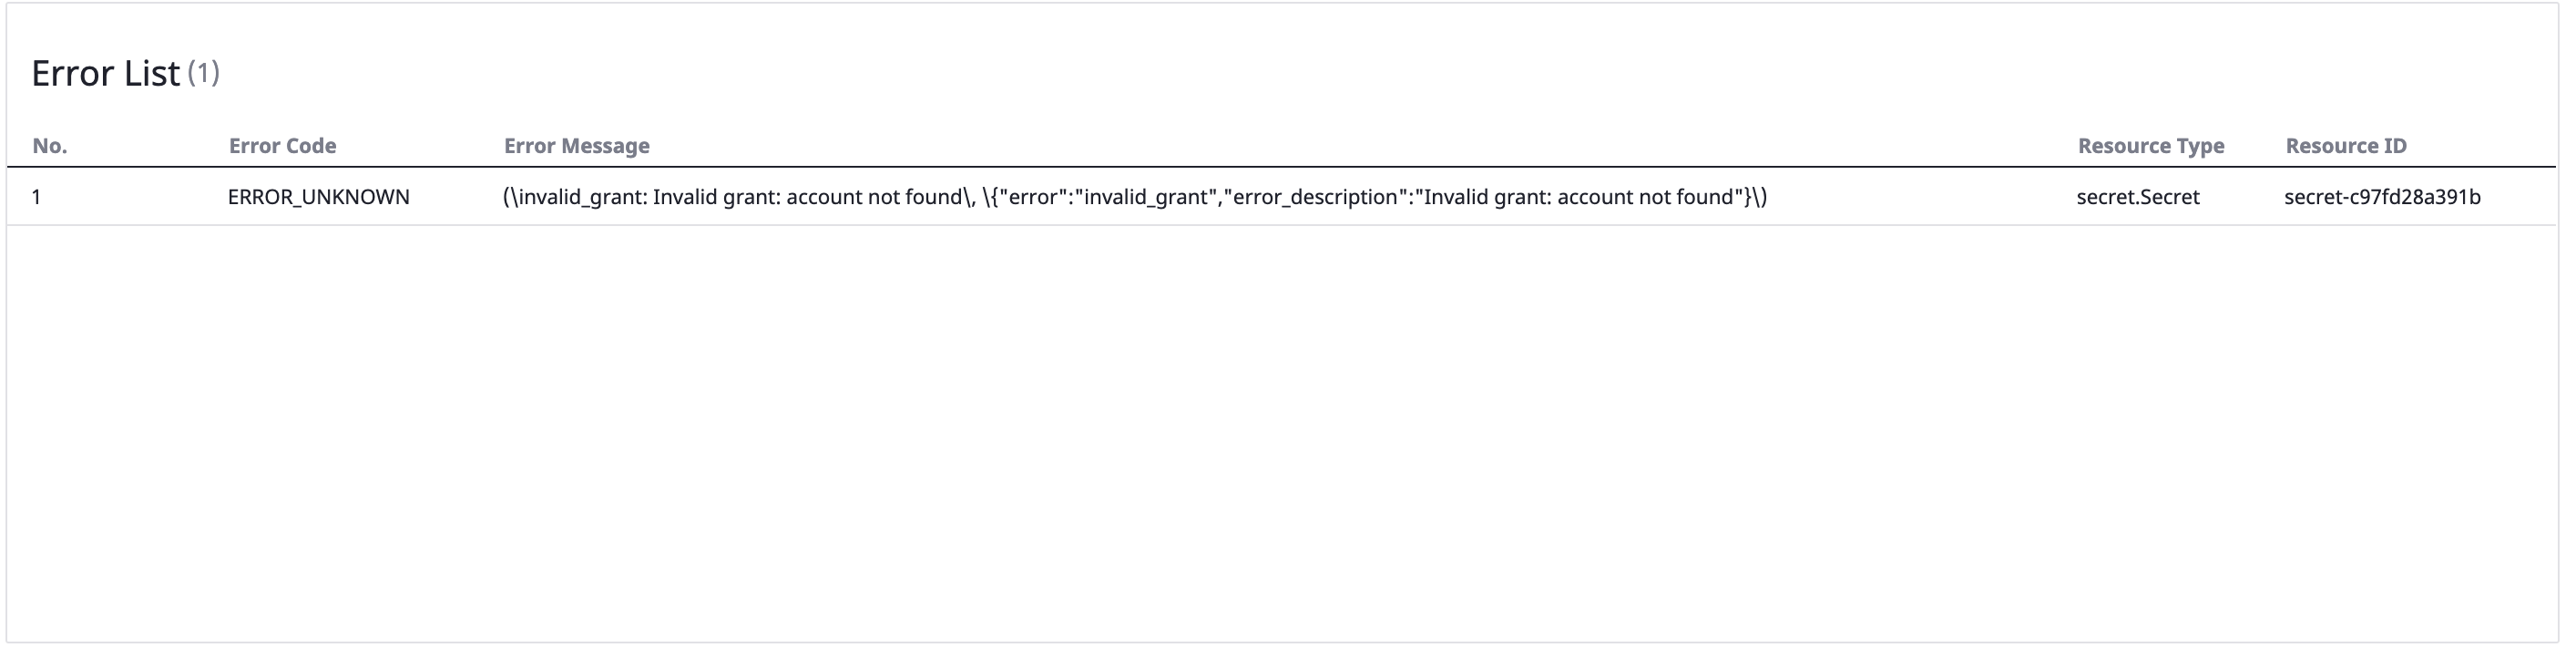 Error List (1)
No. Error Code Error Message Resource Type Resource ID
1 ERROR_UNKNOWN (\invalid_grant: Invalid grant: account not found\, \{"error":"invalid_grant","error_description":"Invalid grant: account not found"}\) secret.Secret secret-c97fd28a391b